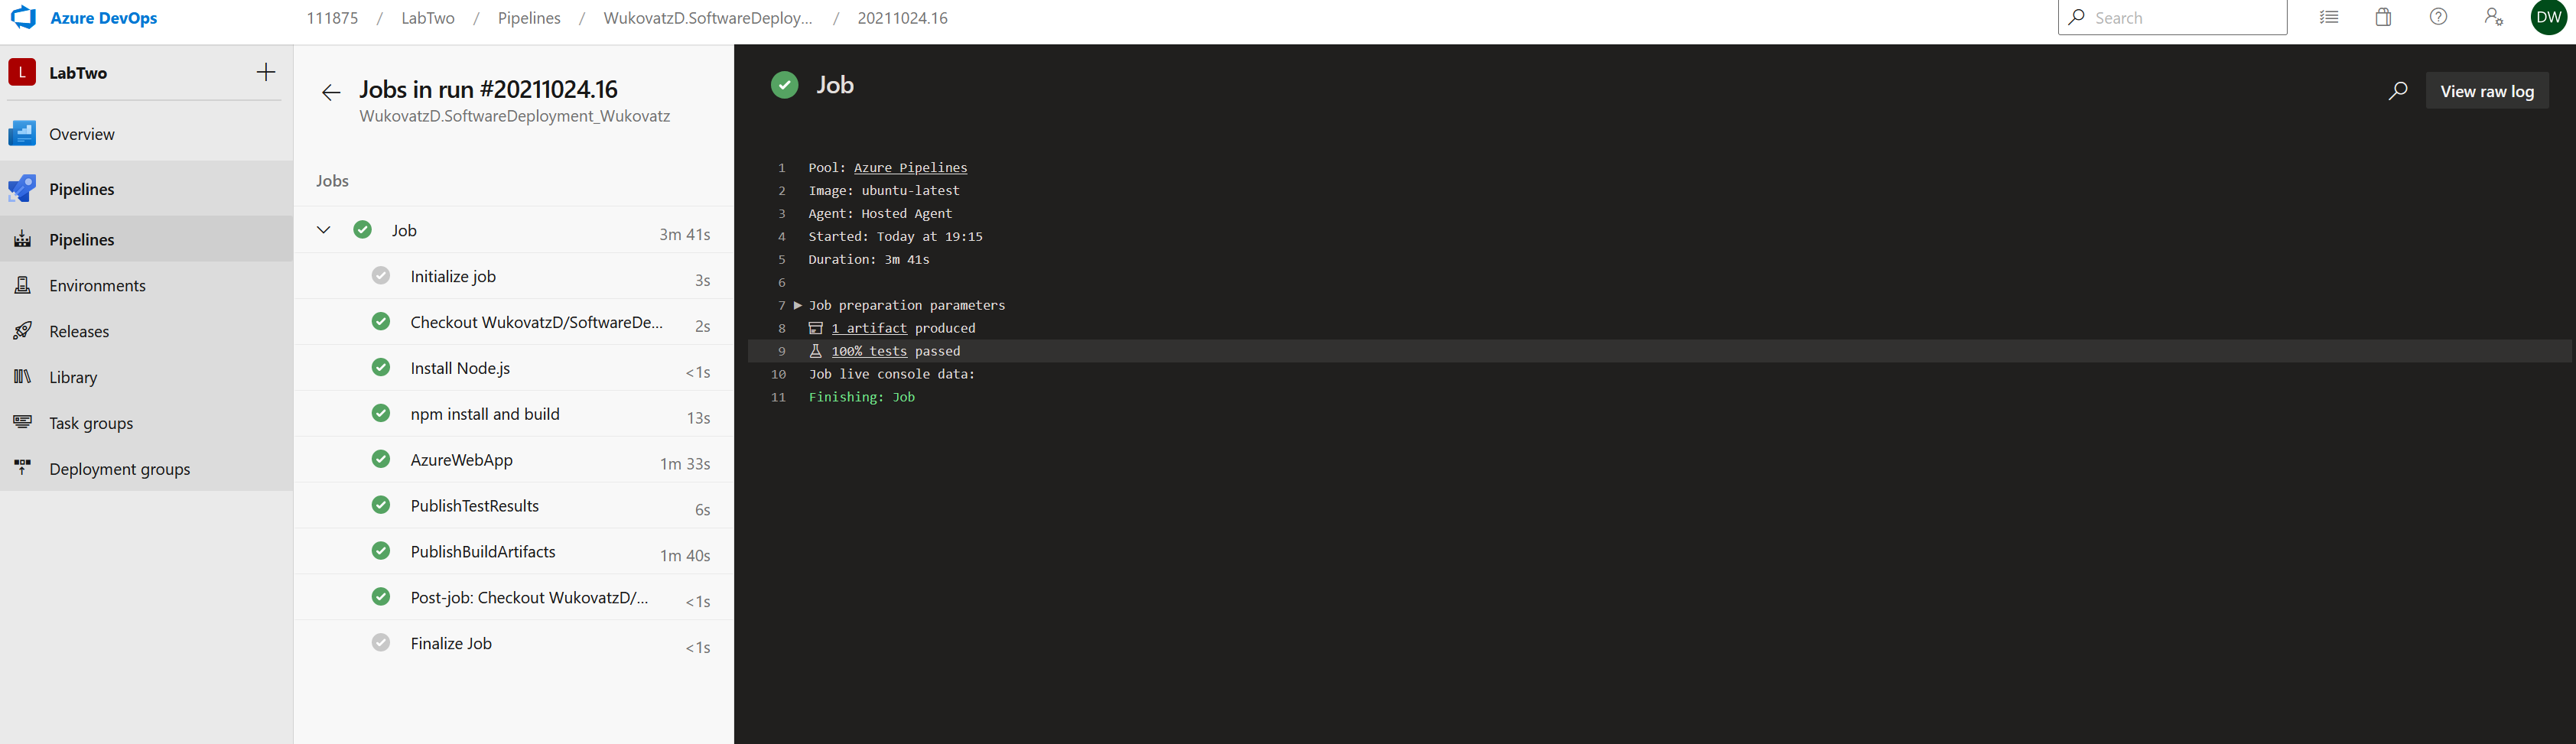 Azure DevOps
111875 / LabTwo / Pipelines / WukovatzD.SoftwareDeploy... / 20211024.16
Search
DW
L LabTwo
Overview
Pipelines
Pipelines
Environments
Releases
Library
Task groups
Deployment groups
Jobs in run #20211024.16
WukovatzD.SoftwareDeployment_Wukovatz
Jobs
Job 3m 41s
Initialize job 3s
Checkout WukovatzD/SoftwareDe... 2s
Install Node.js <1s
npm install and build 13s
AzureWebApp 1m 33s
PublishTestResults 6s
PublishBuildArtifacts 1m 40s
Post-job: Checkout WukovatzD/... <1s
Finalize Job <1s
Job
View raw log
1 Pool: Azure Pipelines
2 Image: ubuntu-latest
3 Agent: Hosted Agent
4 Started: Today at 19:15
5 Duration: 3m 41s
6
7 Job preparation parameters
8 1 artifact produced
9 100% tests passed
10 Job live console data:
11 Finishing: Job